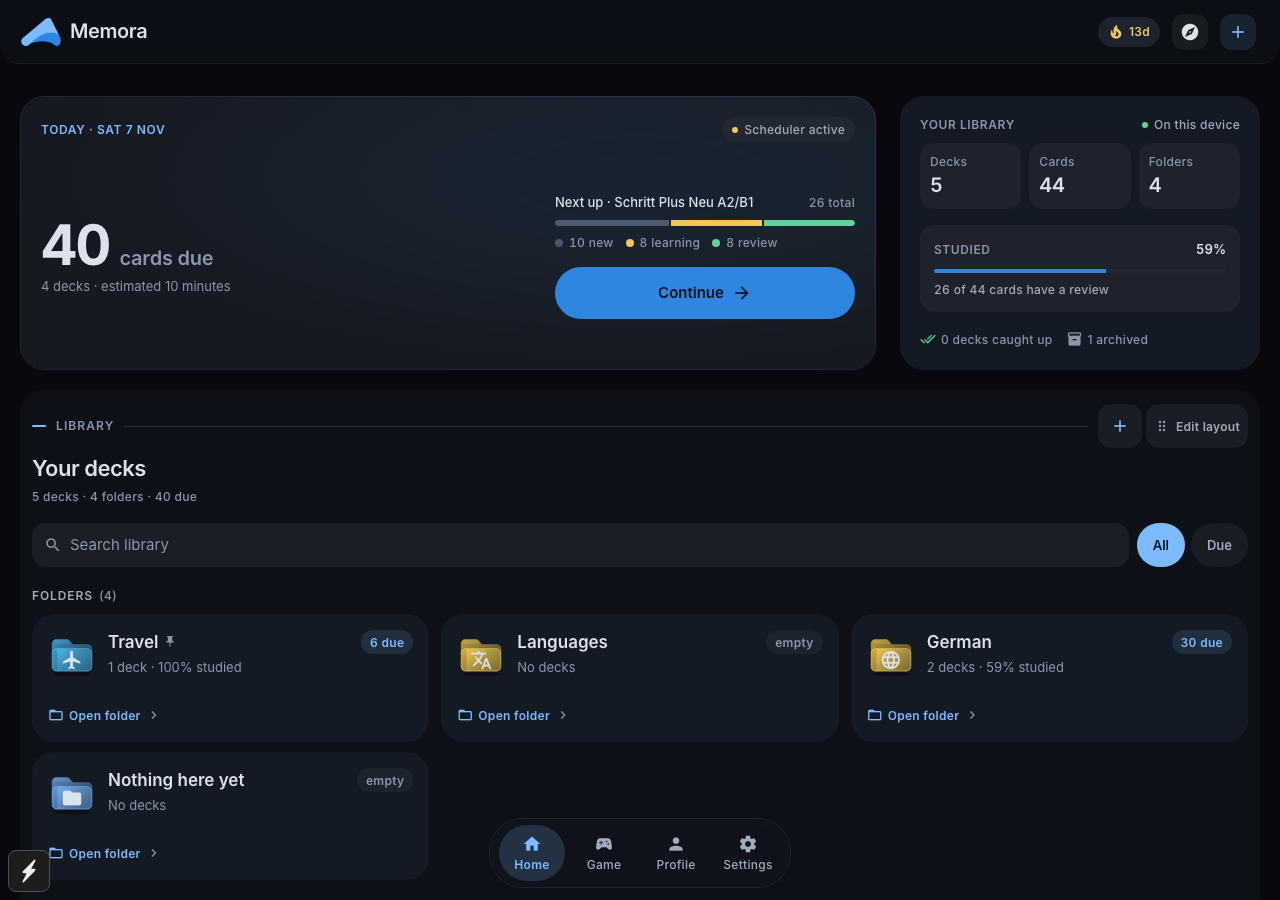 Memora
13d
TODAY · SAT 7 NOV
Scheduler active
40 cards due
4 decks · estimated 10 minutes
Next up · Schritt Plus Neu A2/B1
26 total
10 new
8 learning
8 review
Continue
YOUR LIBRARY
On this device
Decks
5
Cards
44
Folders
4
STUDIED
59%
26 of 44 cards have a review
0 decks caught up
1 archived
LIBRARY
Edit layout
Your decks
5 decks · 4 folders · 40 due
Search library
All
Due
FOLDERS (4)
Travel
6 due
1 deck · 100% studied
Open folder
Languages
empty
No decks
Open folder
German
30 due
2 decks · 59% studied
Open folder
Nothing here yet
empty
No decks
Open folder
Home
Game
Profile
Settings